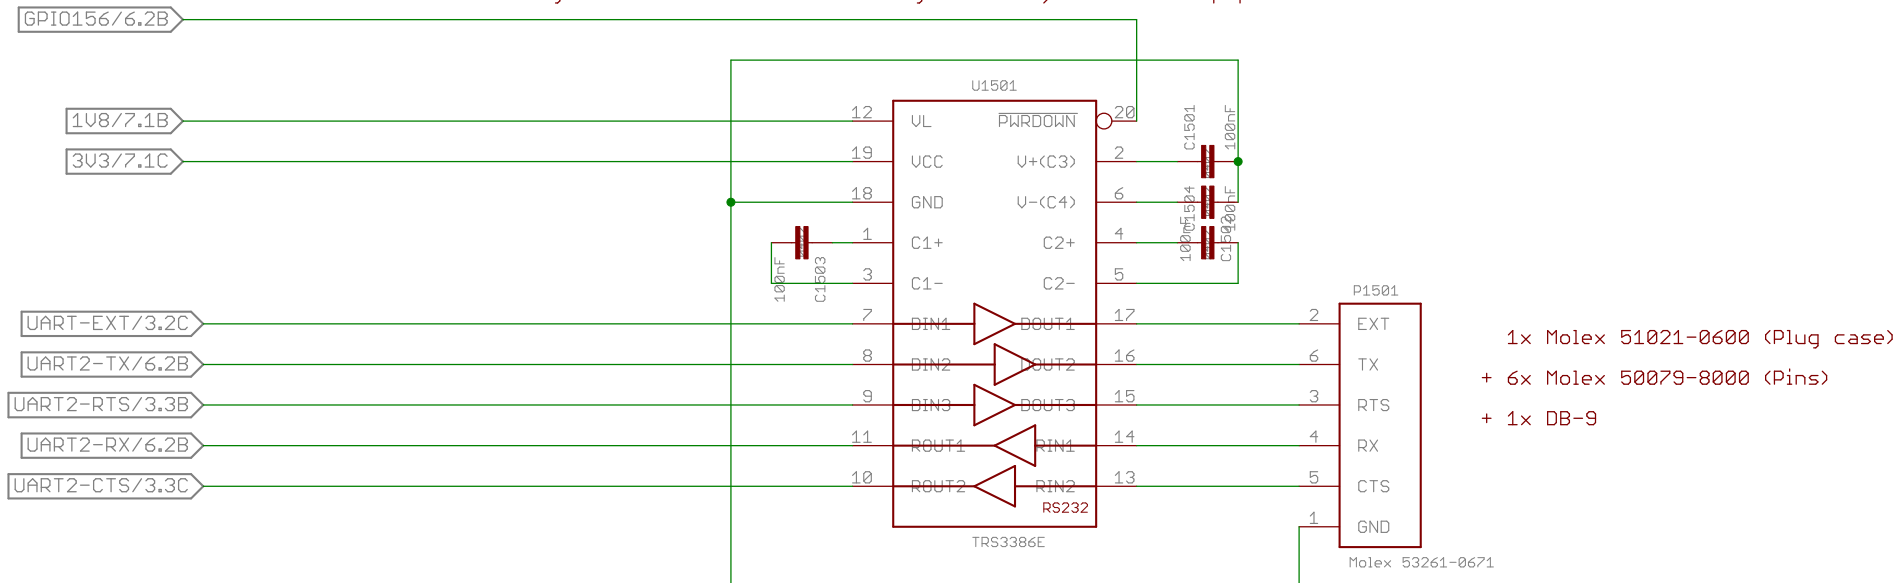 GPIO156/6.2B
U1501
1V8/7.1B
12 VL PWRDOWN 20
C1501 100nF
3V3/7.1C
19 VCC V+(C3) 2
18 GND V-(C4) 6
C1504 100nF
1 C1+ C2+ 4
100nF C1502
3 C1- C2- 5
100nF C1503
P1501
UART-EXT/3.2C
7 DIN1 DOUT1 17
2 EXT
1x Molex 51021-0600 (Plug case)
UART2-TX/6.2B
8 DIN2 DOUT2 16
6 TX
+ 6x Molex 50079-8000 (Pins)
UART2-RTS/3.3B
9 DIN3 DOUT3 15
3 RTS
+ 1x DB-9
UART2-RX/6.2B
11 ROUT1 RIN1 14
4 RX
UART2-CTS/3.3C
10 ROUT2 RIN2 13
5 CTS
RS232
1 GND
TRS3386E
Molex 53261-0671